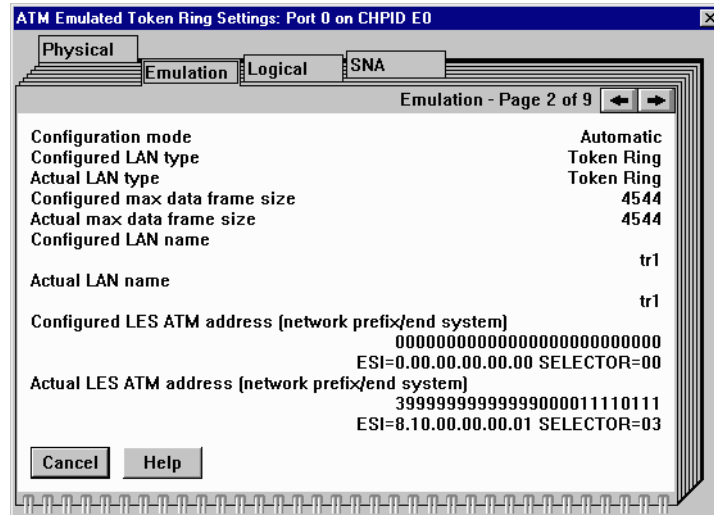 ATM Emulated Token Ring Settings: Port 0 on CHPID E0
Physical
Emulation Logical SNA
Emulation - Page 2 of 9
Configuration mode Automatic
Configured LAN type Token Ring
Actual LAN type Token Ring
Configured max data frame size 4544
Actual max data frame size 4544
Configured LAN name
tr1
Actual LAN name
tr1
Configured LES ATM address (network prefix/end system)
00000000000000000000000000
ESI=0.00.00.00.00.00 SELECTOR=00
Actual LES ATM address (network prefix/end system)
39999999999999000011110111
ESI=8.10.00.00.00.01 SELECTOR=03
Cancel Help